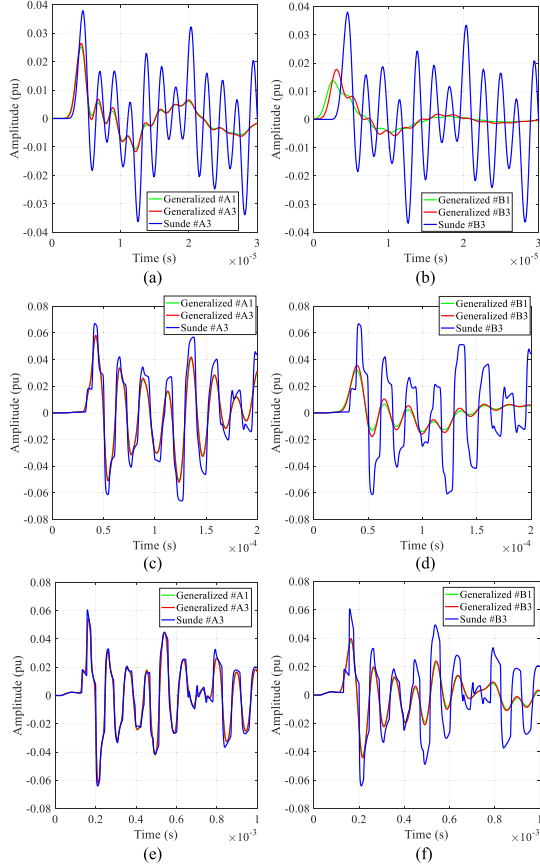 0.04
0.03
0.02
0.01
0
-0.01
-0.02
-0.03
-0.04
Amplitude (pu)
0
1
2
3
Time (s)
×10⁻⁵
Generalized #A1
Generalized #A3
Sunde #A3
(a)
0.04
0.03
0.02
0.01
0
-0.01
-0.02
-0.03
-0.04
Amplitude (pu)
0
1
2
3
Time (s)
×10⁻⁵
Generalized #B1
Generalized #B3
Sunde #B3
(b)
0.08
0.06
0.04
0.02
0
-0.02
-0.04
-0.06
-0.08
Amplitude (pu)
0
0.5
1
1.5
2
Time (s)
×10⁻⁴
Generalized #A1
Generalized #A3
Sunde #A3
(c)
0.08
0.06
0.04
0.02
0
-0.02
-0.04
-0.06
-0.08
Amplitude (pu)
0
0.5
1
1.5
2
Time (s)
×10⁻⁴
Generalized #B1
Generalized #B3
Sunde #B3
(d)
0.08
0.06
0.04
0.02
0
-0.02
-0.04
-0.06
-0.08
Amplitude (pu)
0
0.2
0.4
0.6
0.8
1
Time (s)
×10⁻³
Generalized #A1
Generalized #A3
Sunde #A3
(e)
0.08
0.06
0.04
0.02
0
-0.02
-0.04
-0.06
-0.08
Amplitude (pu)
0
0.2
0.4
0.6
0.8
1
Time (s)
×10⁻³
Generalized #B1
Generalized #B3
Sunde #B3
(f)